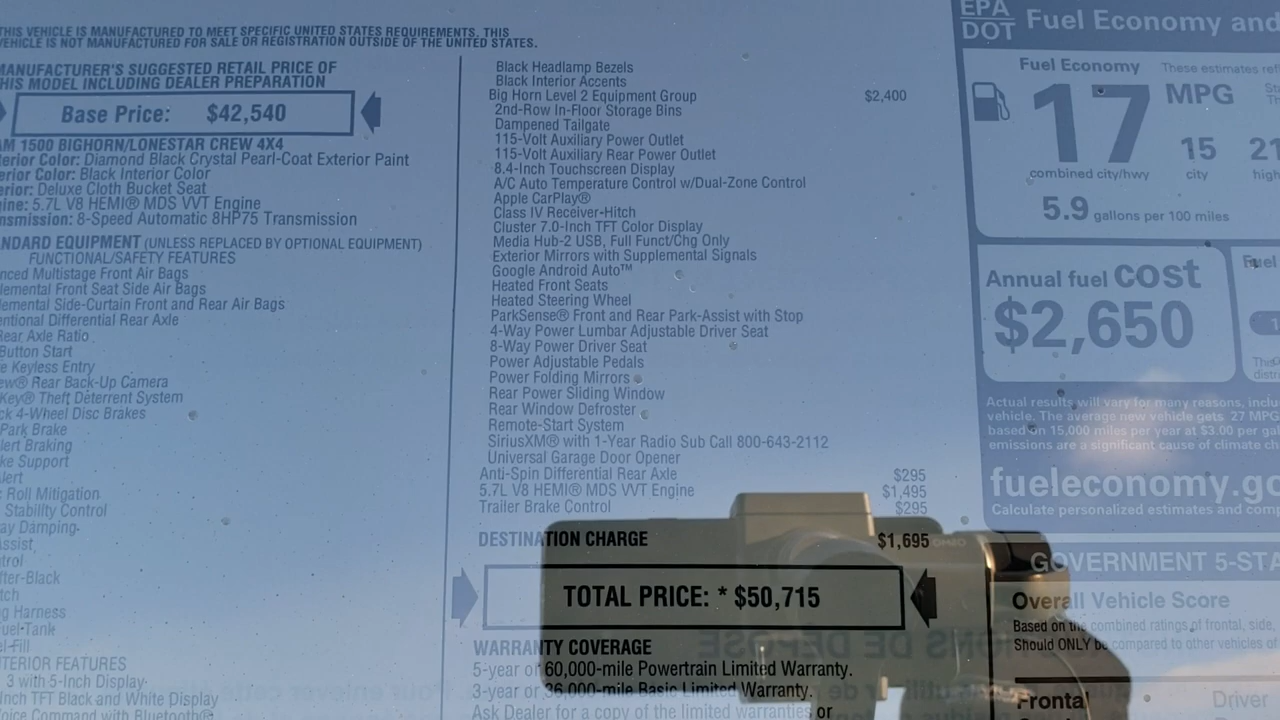 THIS VEHICLE IS MANUFACTURED TO MEET SPECIFIC UNITED STATES REQUIREMENTS. THIS
VEHICLE IS NOT MANUFACTURED FOR SALE OR REGISTRATION OUTSIDE OF THE UNITED STATES.
MANUFACTURER'S SUGGESTED RETAIL PRICE OF
THIS MODEL INCLUDING DEALER PREPARATION
Base Price: $42,540
AM 1500 BIGHORN/LONESTAR CREW 4X4
terior Color: Diamond Black Crystal Pearl-Coat Exterior Paint
erior Color: Black Interior Color
erior: Deluxe Cloth Bucket Seat
gine: 5.7L V8 HEMI® MDS VVT Engine
nsmission: 8-Speed Automatic 8HP75 Transmission
NDARD EQUIPMENT (UNLESS REPLACED BY OPTIONAL EQUIPMENT)
FUNCTIONAL/SAFETY FEATURES
nced Multistage Front Air Bags
lemental Front Seat Side Air Bags
lemental Side-Curtain Front and Rear Air Bags
entional Differential Rear Axle
Rear Axle Ratio
Button Start
e Keyless Entry
ew® Rear Back-Up Camera
Key® Theft Deterrent System
ck 4-Wheel Disc Brakes
Park Brake
lert Braking
ke Support
lert
c Roll Mitigation
Stability Control
ay Damping
ssist
trol
fter-Black
tch
g Harness
uel-Tank
el-Fill
TERIOR FEATURES
3 with 5-Inch Display
Inch TFT Black and White Display
oice Command with Bluetooth®
Black Headlamp Bezels
Black Interior Accents
Big Horn Level 2 Equipment Group $2,400
2nd-Row In-Floor Storage Bins
Dampened Tailgate
115-Volt Auxiliary Power Outlet
115-Volt Auxiliary Rear Power Outlet
8.4-Inch Touchscreen Display
A/C Auto Temperature Control w/Dual-Zone Control
Apple CarPlay®
Class IV Receiver-Hitch
Cluster 7.0-Inch TFT Color Display
Media Hub-2 USB, Full Funct/Chg Only
Exterior Mirrors with Supplemental Signals
Google Android Auto™
Heated Front Seats
Heated Steering Wheel
ParkSense® Front and Rear Park-Assist with Stop
4-Way Power Lumbar Adjustable Driver Seat
8-Way Power Driver Seat
Power Adjustable Pedals
Power Folding Mirrors
Rear Power Sliding Window
Rear Window Defroster
Remote-Start System
SiriusXM® with 1-Year Radio Sub Call 800-643-2112
Universal Garage Door Opener
Anti-Spin Differential Rear Axle $295
5.7L V8 HEMI® MDS VVT Engine $1,495
Trailer Brake Control $295
DESTINATION CHARGE $1,695
TOTAL PRICE: * $50,715
WARRANTY COVERAGE
5-year or 60,000-mile Powertrain Limited Warranty.
3-year or 36,000-mile Basic Limited Warranty.
Ask Dealer for a copy of the limited warranties or
EPA
DOT
Fuel Economy and
Fuel Economy These estimates refl
17 MPG
15 21
combined city/hwy city high
5.9 gallons per 100 miles
Annual fuel cost
$2,650
Fuel
Actual results will vary for many reasons, inclu
vehicle. The average new vehicle gets 27 MPG
based on 15,000 miles per year at $3.00 per gal
emissions are a significant cause of climate ch
fueleconomy.go
Calculate personalized estimates and comp
GOVERNMENT 5-STA
Overall Vehicle Score
Based on the combined ratings of frontal, side,
Should ONLY be compared to other vehicles of
Frontal Driver